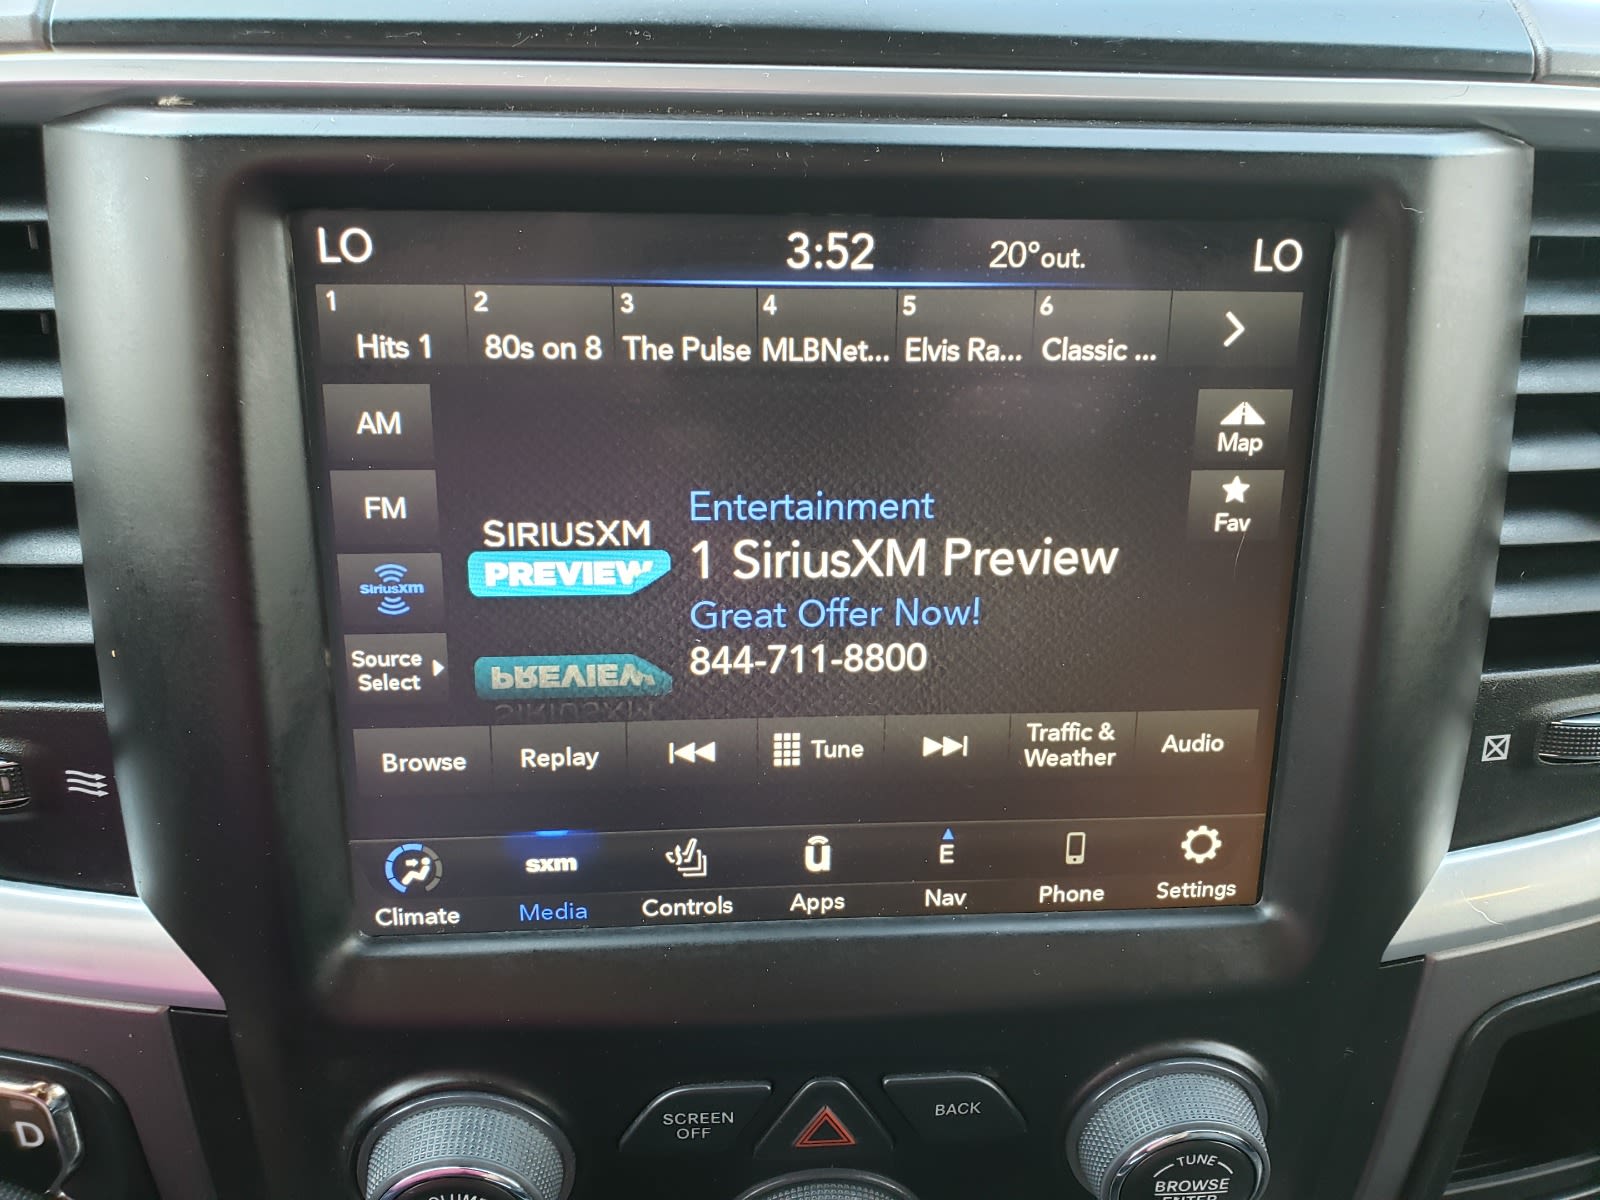 LO 3:52 20°out. LO
1 2 3 4 5 6
Hits 1 80s on 8 The Pulse MLBNet... Elvis Ra... Classic ...
AM
Map
FM
Fav
SiriusXm
Source
Select
SIRIUSXM
PREVIEW
Entertainment
1 SiriusXM Preview
Great Offer Now!
844-711-8800
PREVIEW
SIRIUSXM
Browse Replay Tune Traffic &
Weather Audio
sxm
E
Climate Media Controls Apps Nav Phone Settings
SCREEN
OFF
BACK
D
VOLUME
TUNE
BROWSE
ENTER